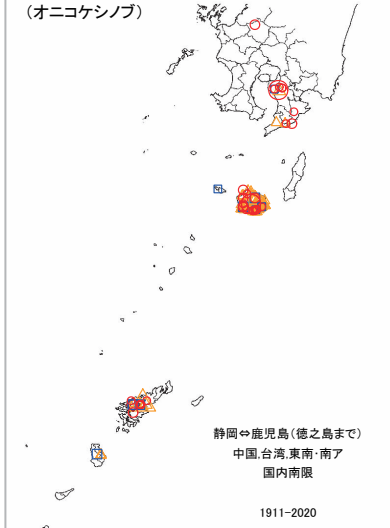 (オニコケシノブ)
静岡⇔鹿児島(徳之島まで)
中国,台湾,東南・南ア
国内南限
1911-2020